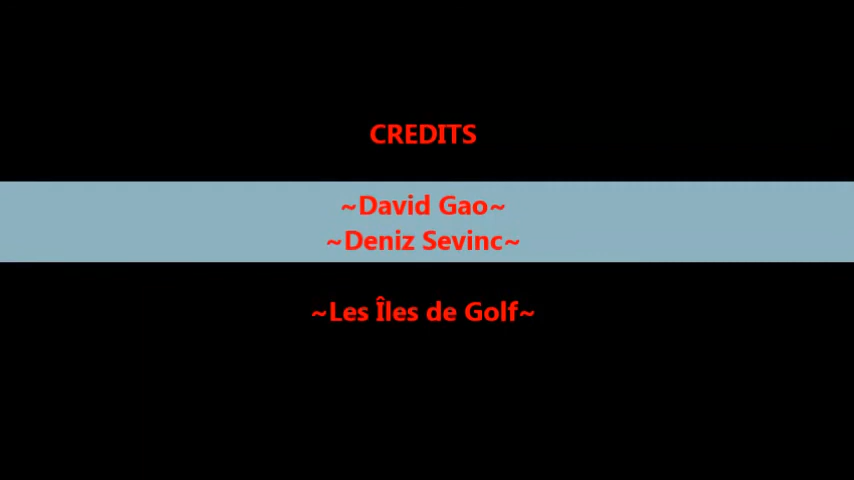 CREDITS
~David Gao~
~Deniz Sevinc~
~Les Îles de Golf~